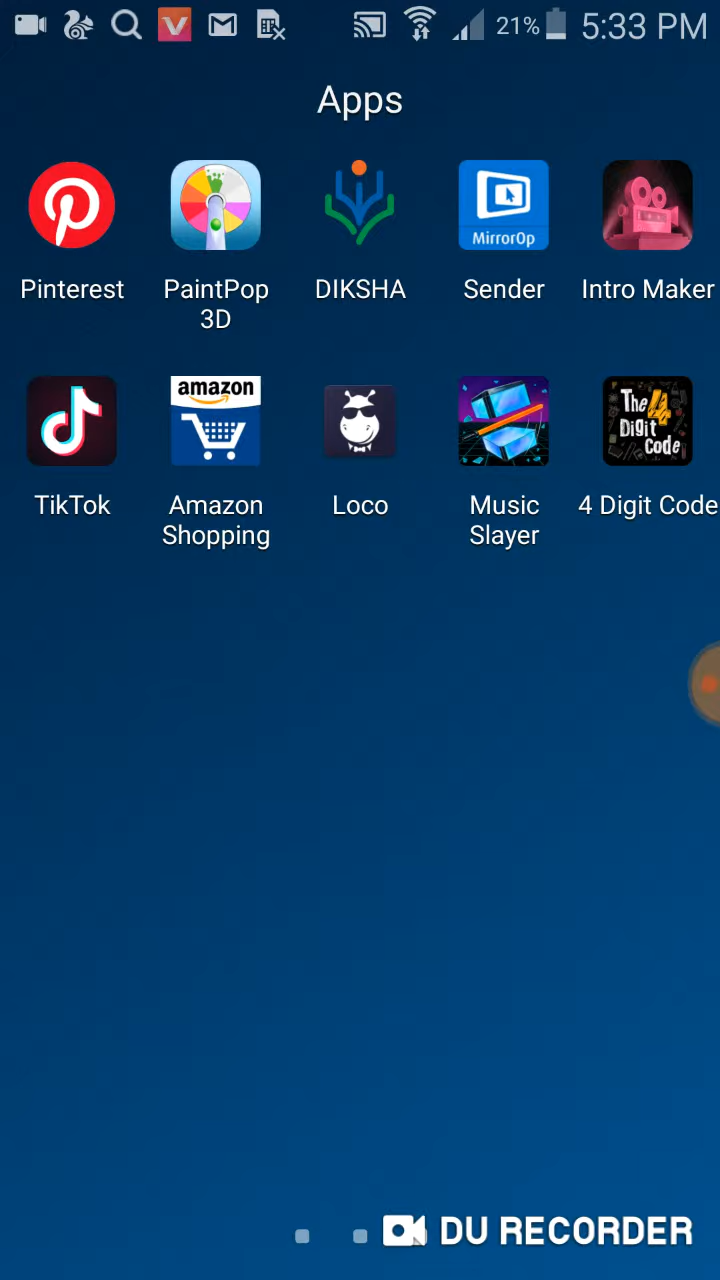 21% 5:33 PM
Apps
MirrorOp
Pinterest PaintPop DIKSHA Sender Intro Maker
3D
amazon
The 4
Digit
Code
TikTok Amazon Loco Music 4 Digit Code
Shopping Slayer
DU RECORDER